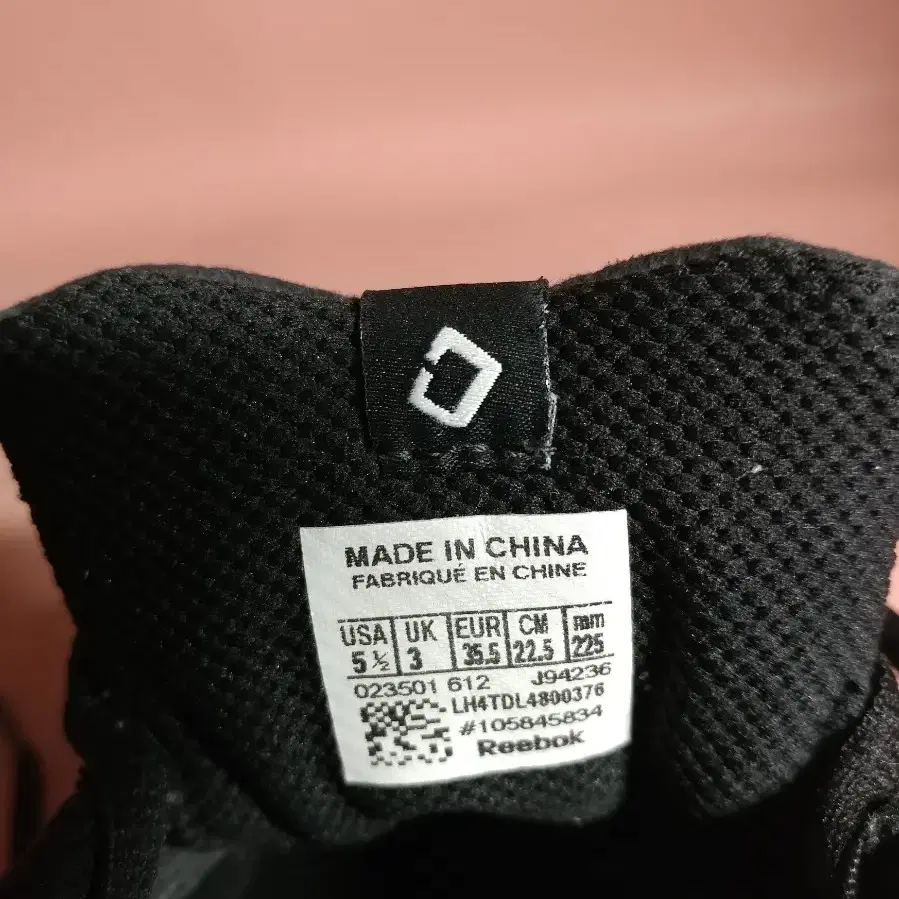 MADE IN CHINA
FABRIQUÉ EN CHINE
USA UK EUR CM mm
5 ½ 3 35.5 22.5 225
023501 612 J94236
LH4TDL4800376
#105845834
Reebok